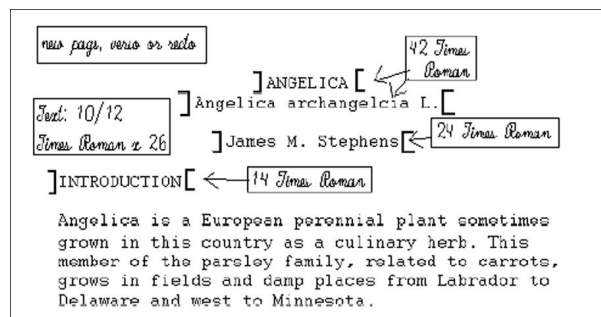 new page, verso or recto
42 Times
Roman
]ANGELICA[
]Angelica archangelcia L.[
Text: 10/12
Times Roman x 26
]James M. Stephens[
24 Times Roman
]INTRODUCTION[
14 Times Roman
Angelica is a European perennial plant sometimes
grown in this country as a culinary herb. This
member of the parsley family, related to carrots,
grows in fields and damp places from Labrador to
Delaware and west to Minnesota.